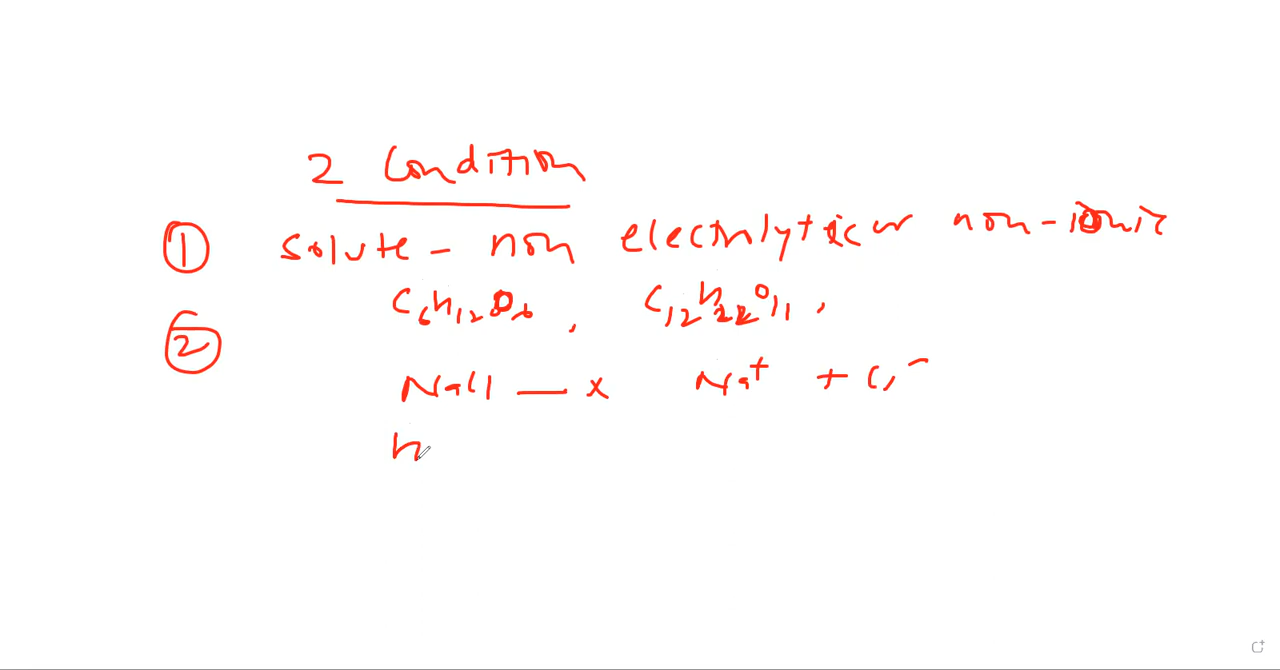 2 Condition
① Solute - non electrolytic or non-ionic
C₆H₁₂O₆, C₁₂H₂₂O₁₁,
②
NaCl — x Na⁺ + Cl⁻
H